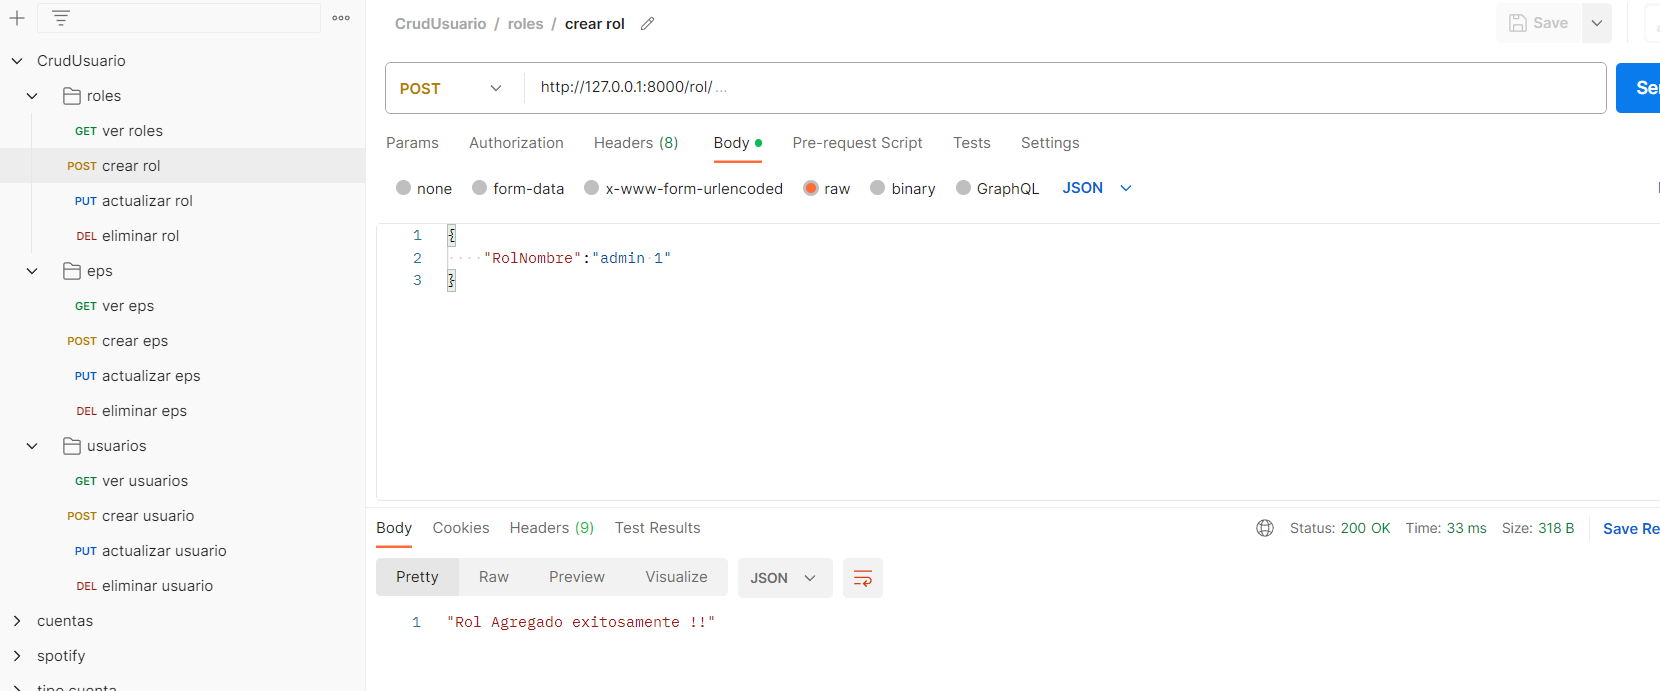 CrudUsuario / roles / crear rol
Save
CrudUsuario
roles
GET ver roles
POST crear rol
PUT actualizar rol
DEL eliminar rol
eps
GET ver eps
POST crear eps
PUT actualizar eps
DEL eliminar eps
usuarios
GET ver usuarios
POST crear usuario
PUT actualizar usuario
DEL eliminar usuario
cuentas
spotify
tipo cuenta
POST
http://127.0.0.1:8000/rol/ ...
Params Authorization Headers (8) Body Pre-request Script Tests Settings
none form-data x-www-form-urlencoded raw binary GraphQL JSON
1 {
2 "RolNombre":"admin 1"
3 }
Body Cookies Headers (9) Test Results
Status: 200 OK Time: 33 ms Size: 318 B Save Re
Pretty Raw Preview Visualize JSON
1 "Rol Agregado exitosamente !!"